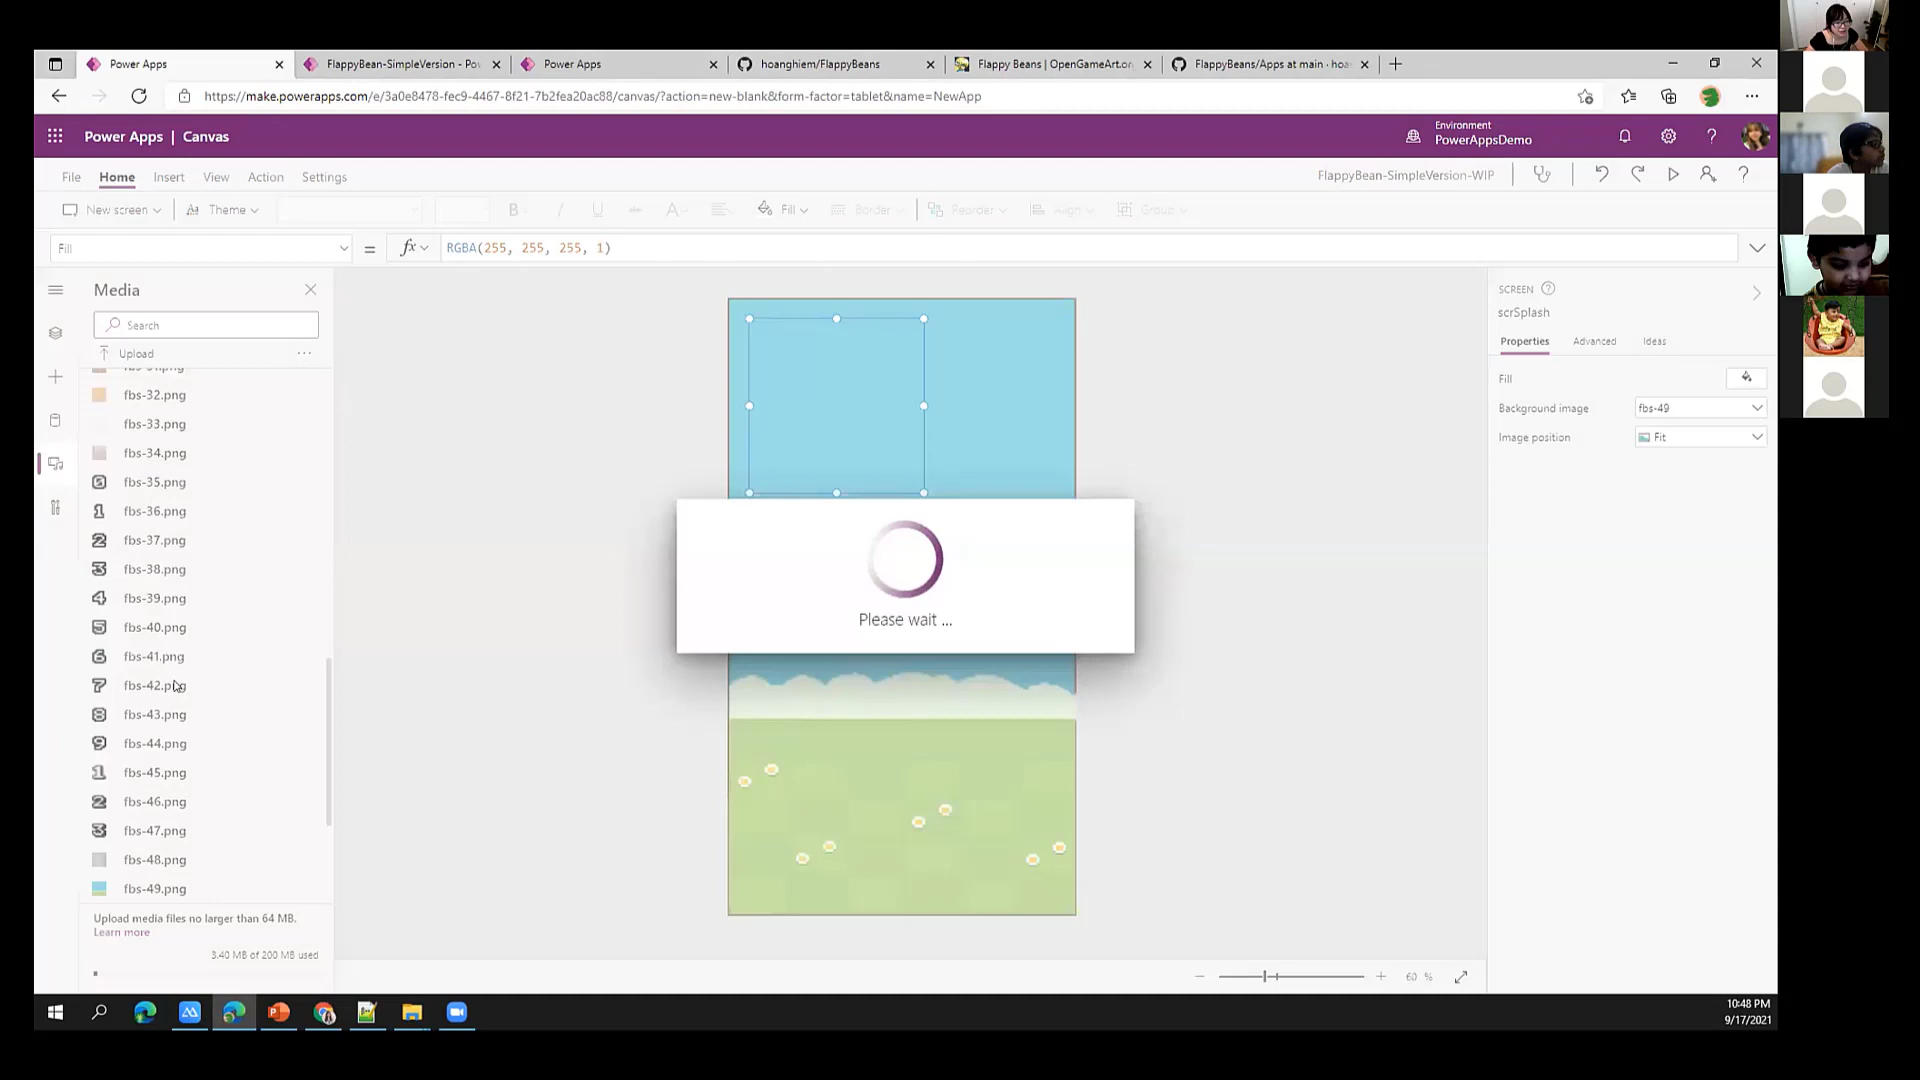 Power Apps
FlappyBean-SimpleVersion - Po
Power Apps
hoanghiem/FlappyBeans
Flappy Beans | OpenGameArt.or
FlappyBeans/Apps at main · hoa
https://make.powerapps.com/e/3a0e8478-fec9-4467-8f21-7b2fea20ac88/canvas/?action=new-blank&form-factor=tablet&name=NewApp
Power Apps | Canvas
Environment
PowerAppsDemo
File Home Insert View Action Settings
FlappyBean-SimpleVersion-WIP
New screen Theme B I U abc A Fill Border Reorder Align Group
Fill = fx RGBA(255, 255, 255, 1)
Media
Search
Upload
fbs-31.png
fbs-32.png
fbs-33.png
fbs-34.png
fbs-35.png
fbs-36.png
fbs-37.png
fbs-38.png
fbs-39.png
fbs-40.png
fbs-41.png
fbs-42.png
fbs-43.png
fbs-44.png
fbs-45.png
fbs-46.png
fbs-47.png
fbs-48.png
fbs-49.png
Upload media files no larger than 64 MB.
Learn more
3.40 MB of 200 MB used
Please wait ...
60 %
SCREEN
scrSplash
Properties Advanced Ideas
Fill
Background image fbs-49
Image position Fit
10:48 PM
9/17/2021